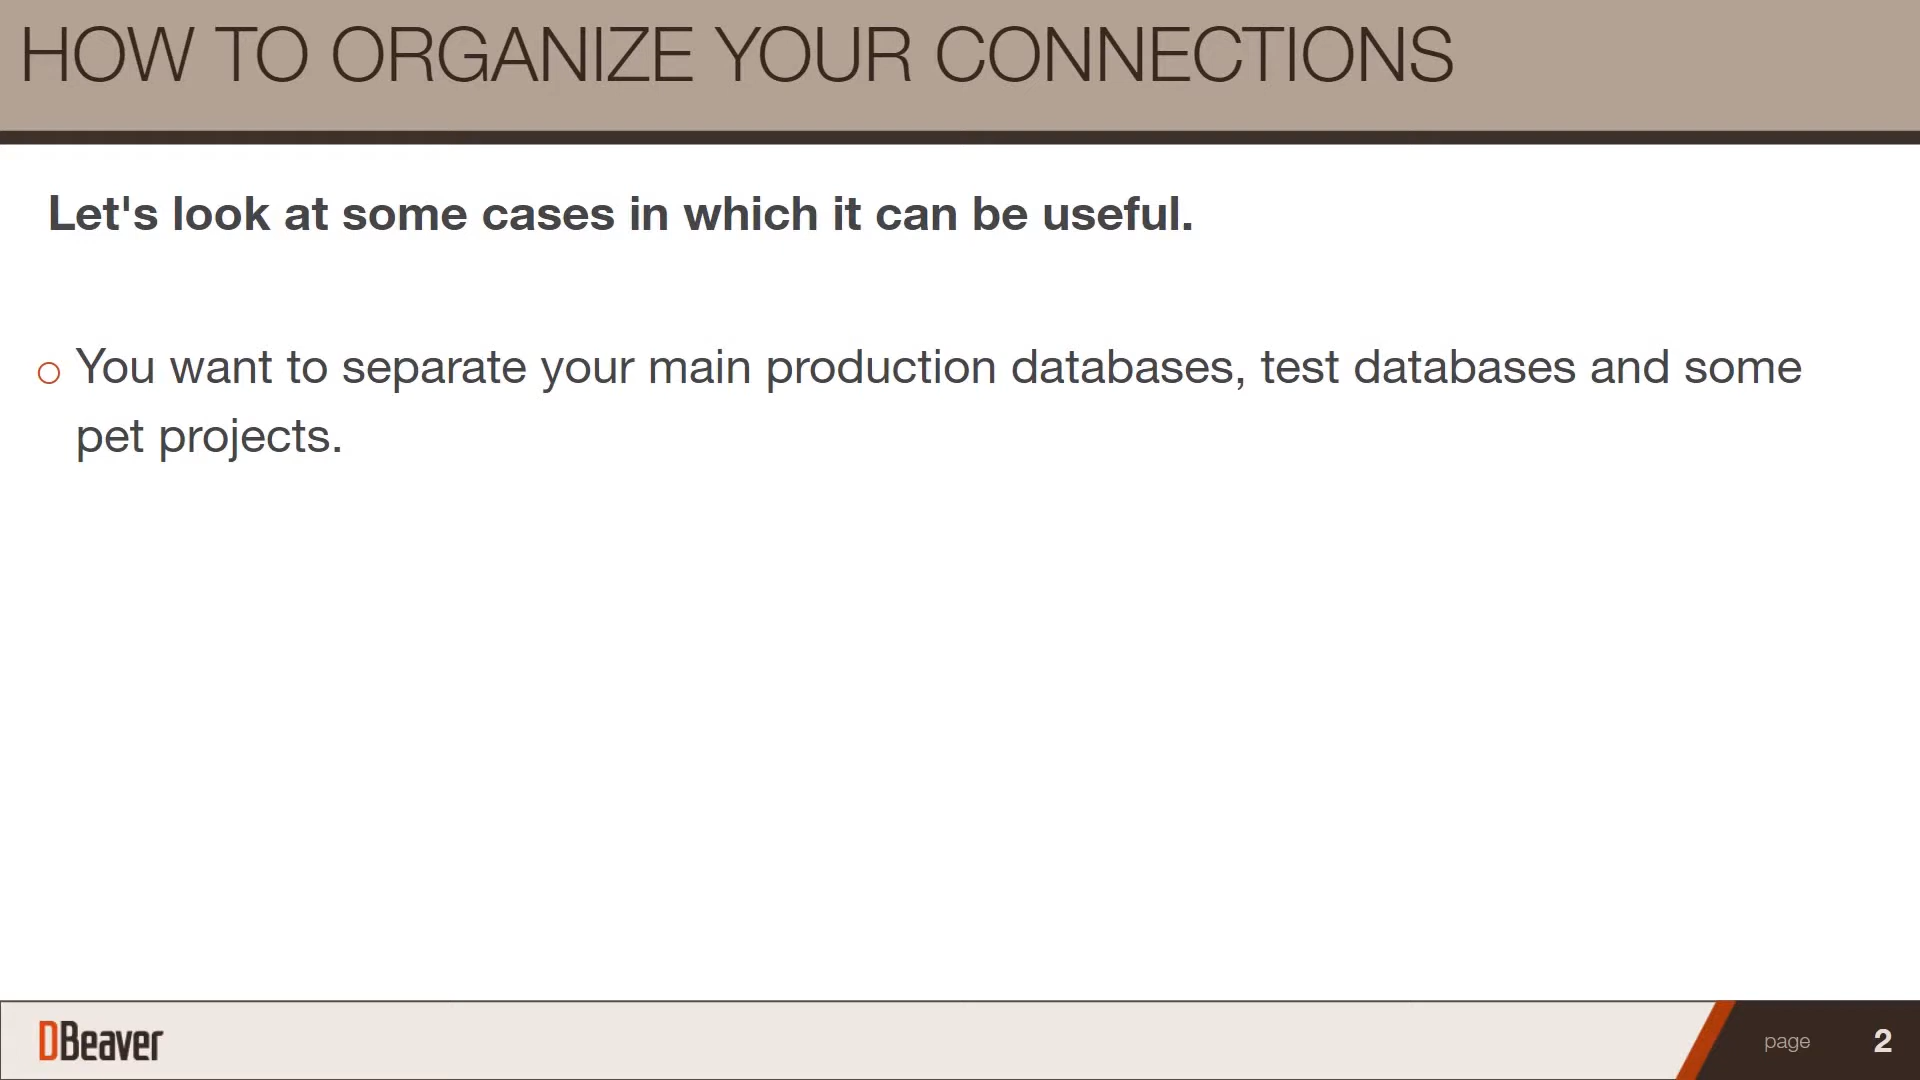 HOW TO ORGANIZE YOUR CONNECTIONS
Let's look at some cases in which it can be useful.
You want to separate your main production databases, test databases and some
pet projects.
DBeaver
page 2